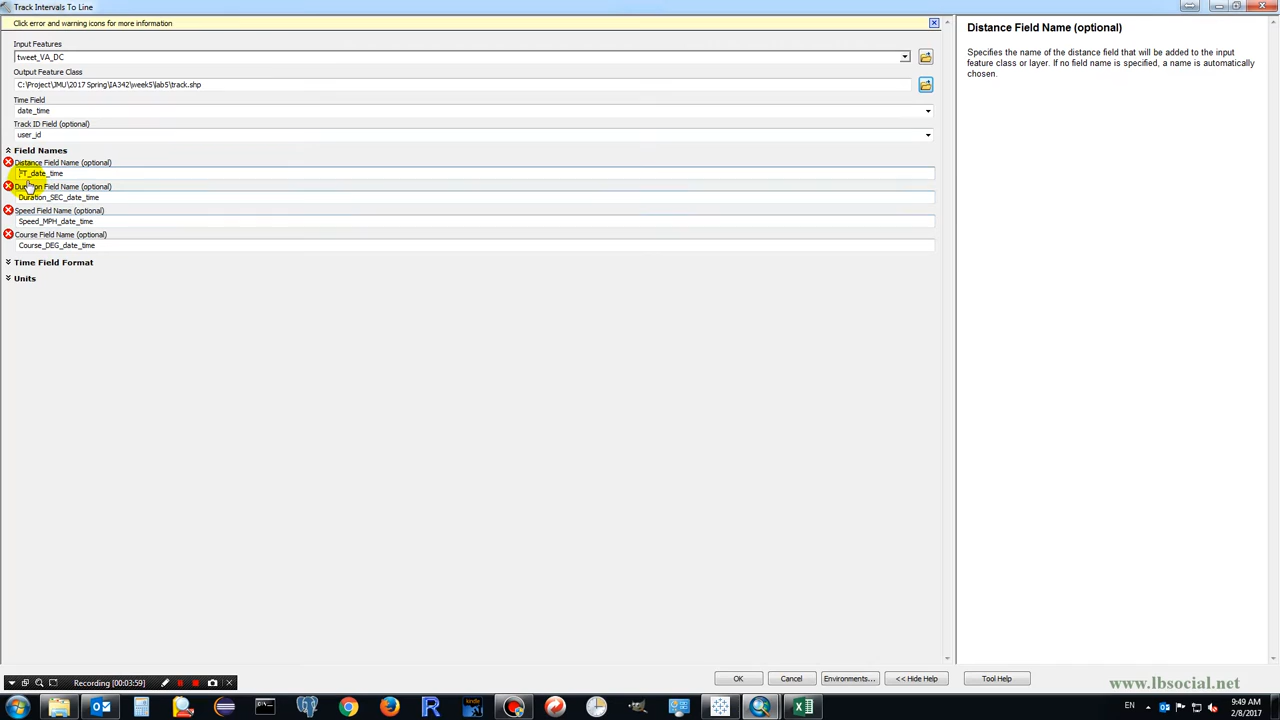 Track Intervals To Line
Click error and warning icons for more information
Input Features
tweet_VA_DC
Output Feature Class
C:\Project\JMU\2017 Spring\IA342\week5\lab5\track.shp
Time Field
date_time
Track ID Field (optional)
user_id
Field Names
Distance Field Name (optional)
FT_date_time
Duration Field Name (optional)
Duration_SEC_date_time
Speed Field Name (optional)
Speed_MPH_date_time
Course Field Name (optional)
Course_DEG_date_time
Time Field Format
Units
Distance Field Name (optional)
Specifies the name of the distance field that will be added to the input
feature class or layer. If no field name is specified, a name is automatically
chosen.
OK
Cancel
Environments...
<< Hide Help
Tool Help
Recording [00:03:59]
www.lbsocial.net
EN
9:49 AM
2/8/2017